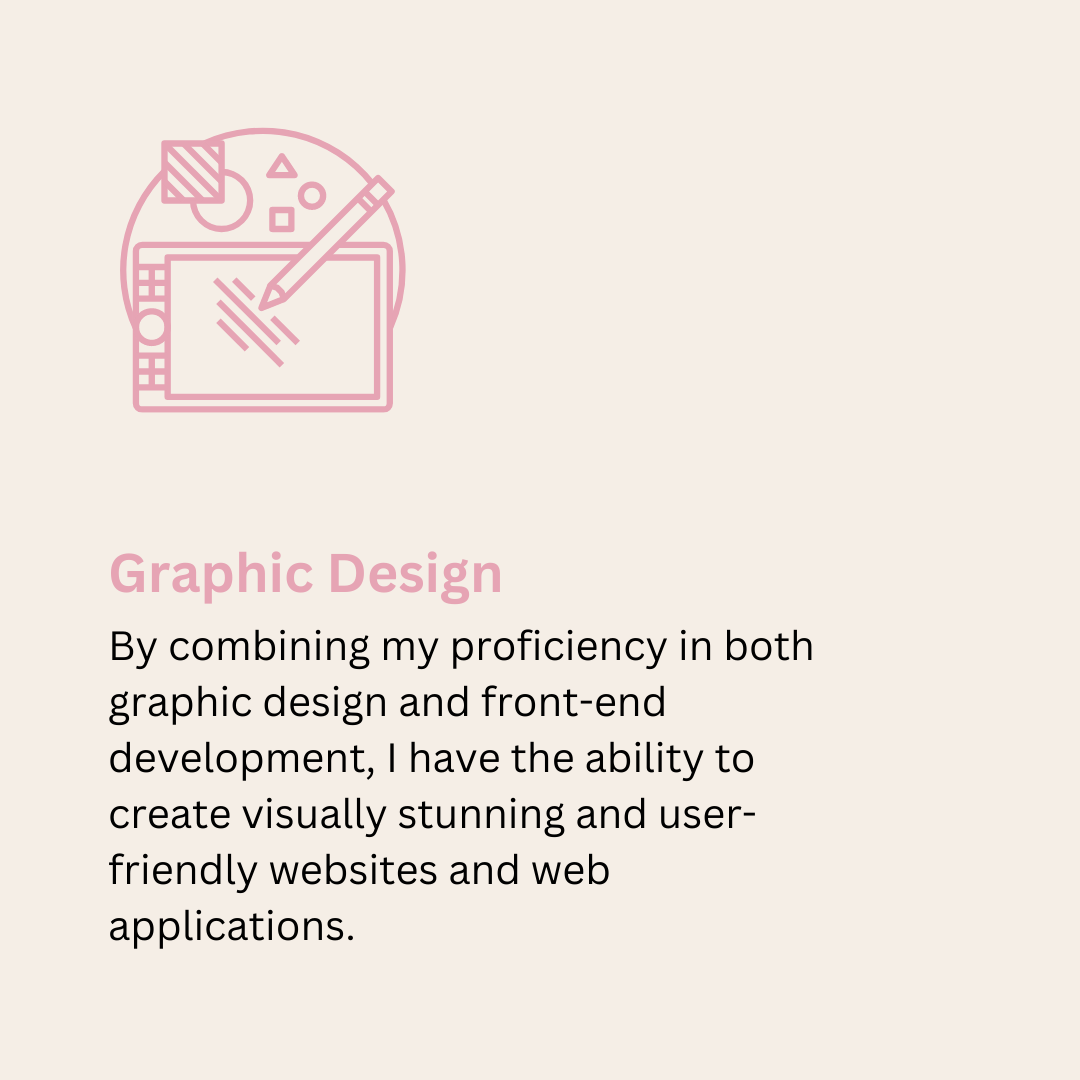 Graphic Design
By combining my proficiency in both
graphic design and front-end
development, I have the ability to
create visually stunning and user-
friendly websites and web
applications.